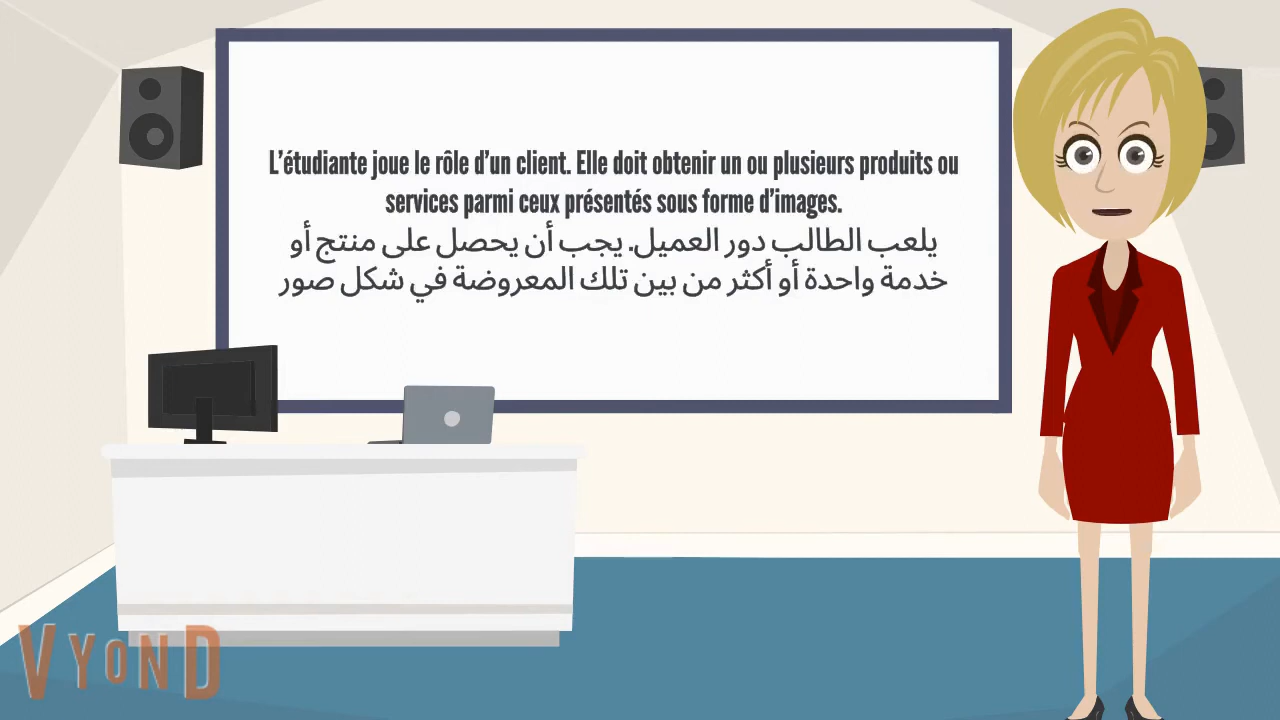 L'étudiante joue le rôle d'un client. Elle doit obtenir un ou plusieurs produits ou
services parmi ceux présentés sous forme d'images.
يلعب الطالب دور العميل. يجب أن يحصل على منتج أو
خدمة واحدة أو أكثر من بين تلك المعروضة في شكل صور
VYOND